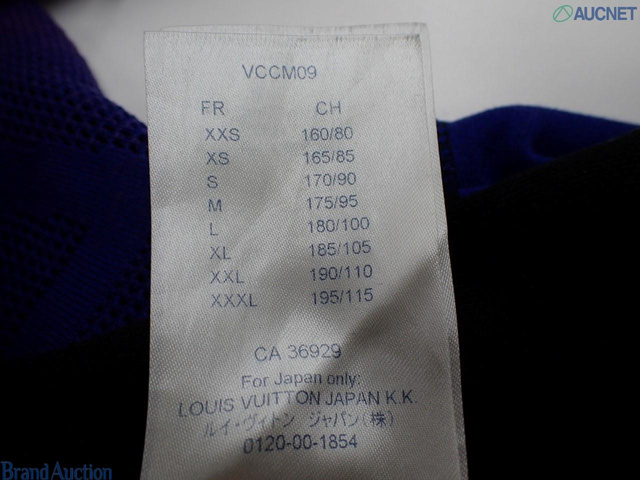 AUCNET
VCCM09
FR CH
XXS 160/80
XS 165/85
S 170/90
M 175/95
L 180/100
XL 185/105
XXL 190/110
XXXL 195/115
CA 36929
For Japan only:
LOUIS VUITTON JAPAN K.K.
ルイ・ヴィトン ジャパン(株)
0120-00-1854
Brand Auction